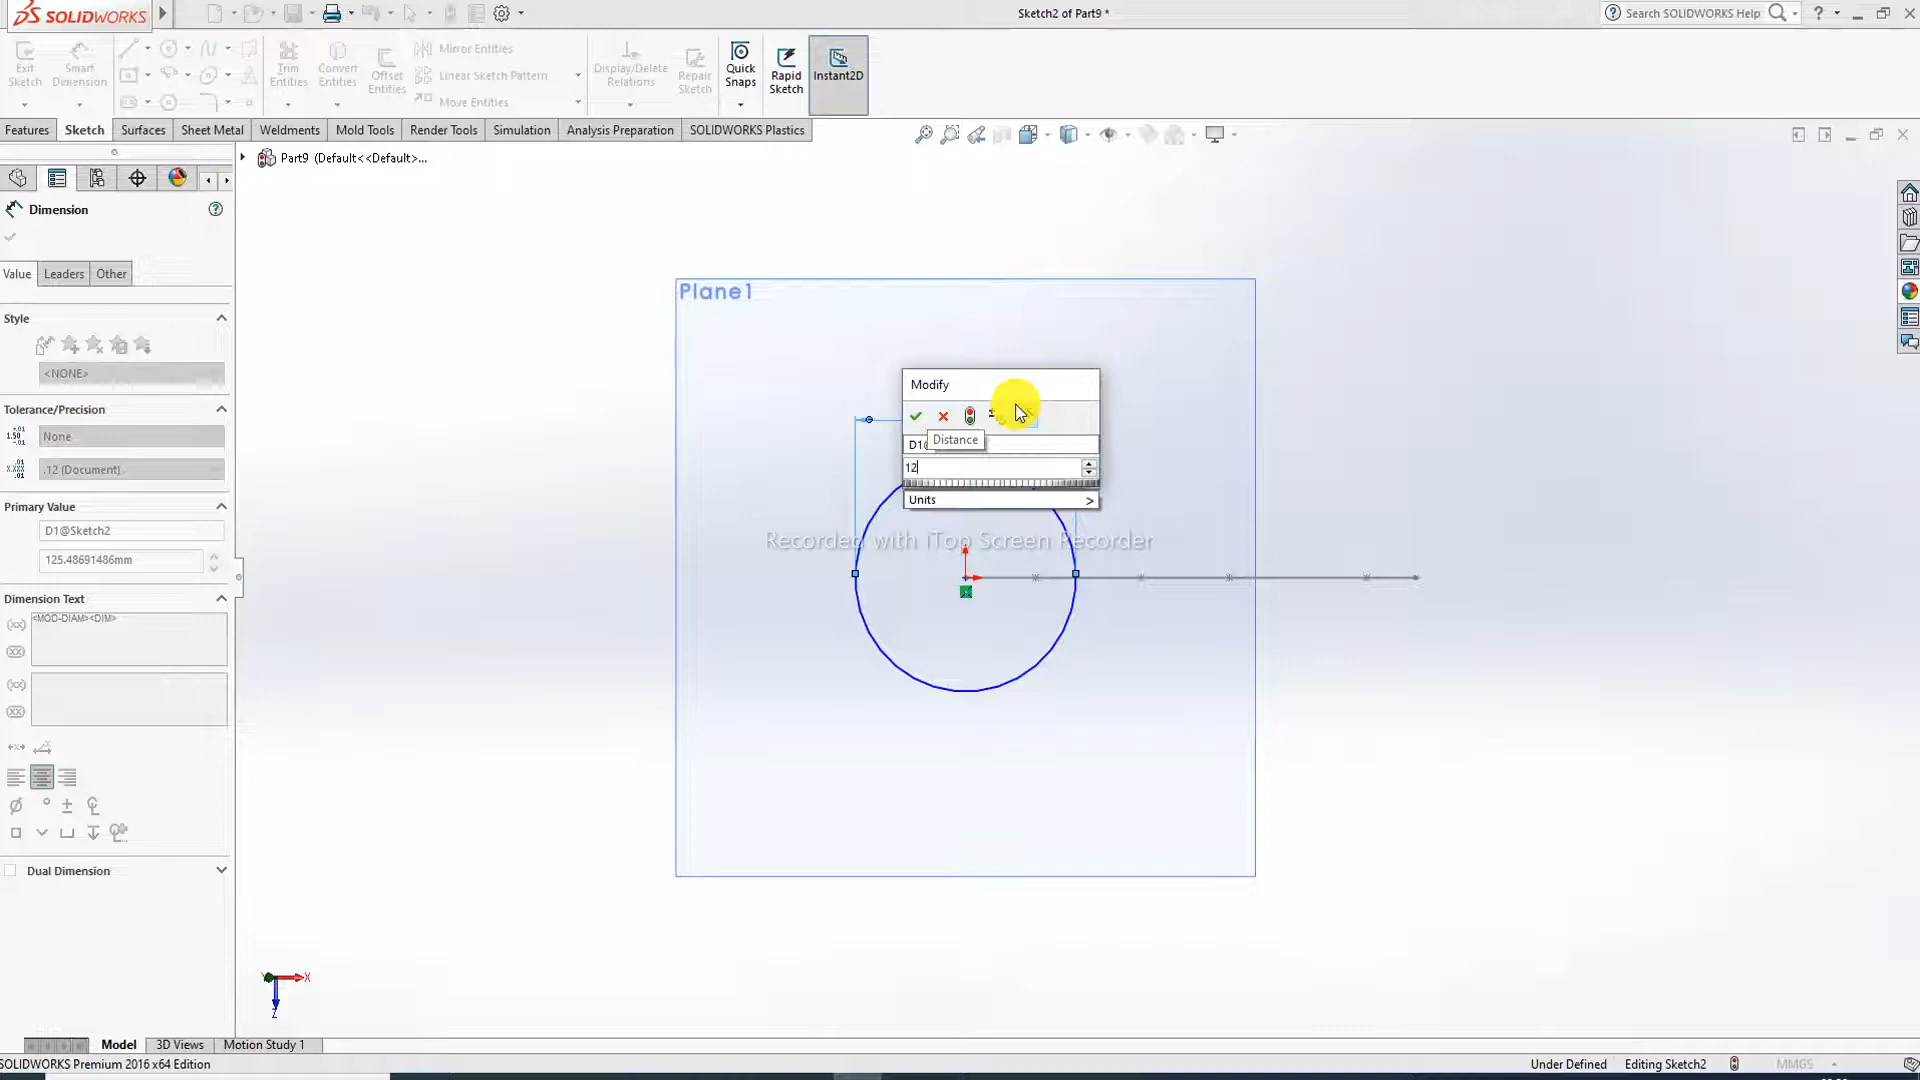 SOLIDWORKS
Sketch2 of Part9 *
Search SOLIDWORKS Help
Exit Sketch
Smart Dimension
Trim Entities
Convert Entities
Offset Entities
Mirror Entities
Linear Sketch Pattern
Move Entities
Display/Delete Relations
Repair Sketch
Quick Snaps
Rapid Sketch
Instant2D
Features
Sketch
Surfaces
Sheet Metal
Weldments
Mold Tools
Render Tools
Simulation
Analysis Preparation
SOLIDWORKS Plastics
Part9 (Default<<Default>...
Dimension
Value
Leaders
Other
Style
<NONE>
Tolerance/Precision
None
.12 (Document)
Primary Value
D1@Sketch2
125.48691486mm
Dimension Text
<MOD-DIAM><DIM>
Dual Dimension
Plane1
Modify
Distance
12
Units
Recorded with iTop Screen Recorder
X
Z
Model
3D Views
Motion Study 1
SOLIDWORKS Premium 2016 x64 Edition
Under Defined
Editing Sketch2
MMGS